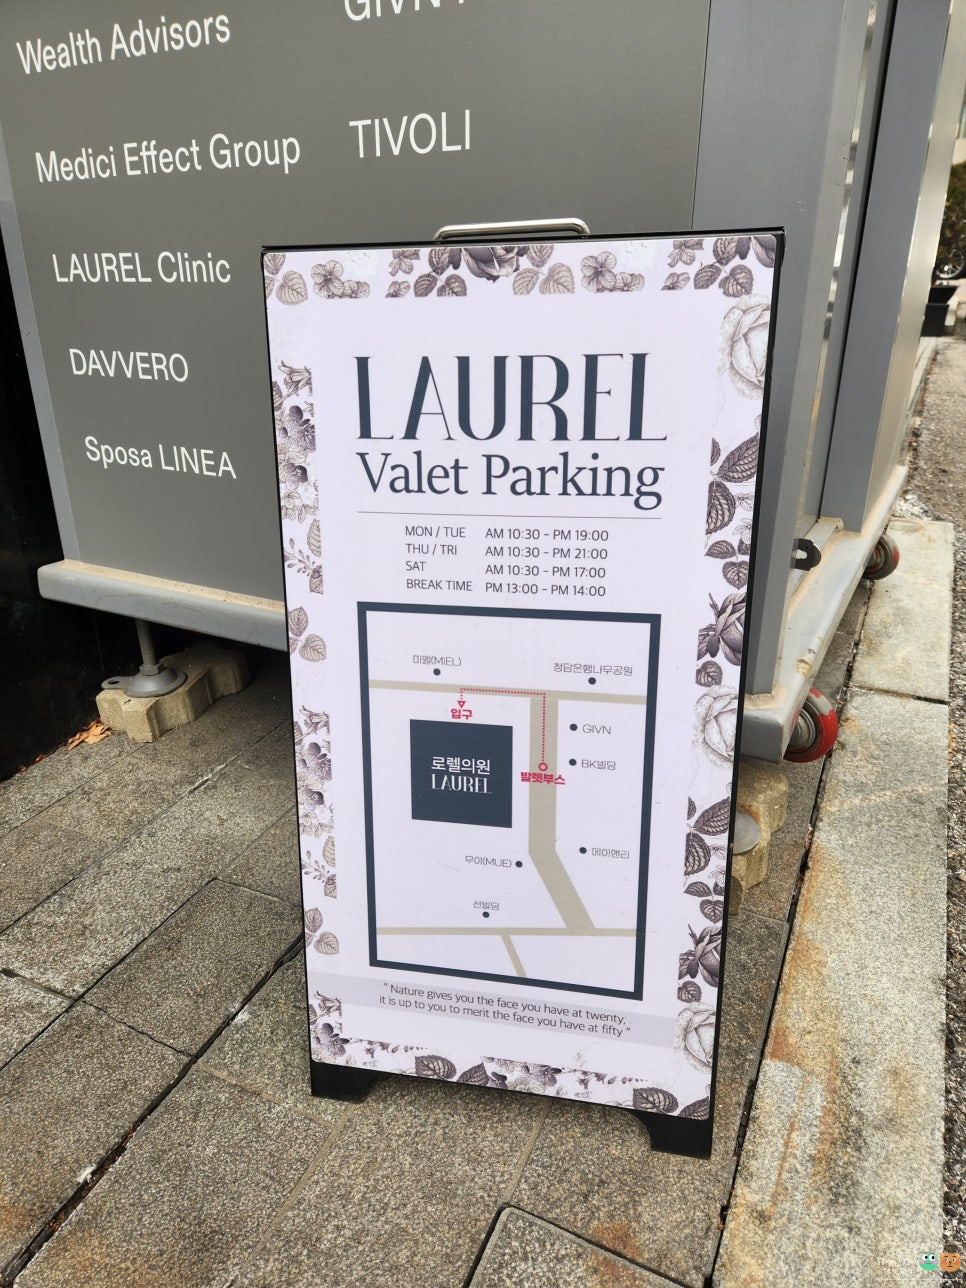 Wealth Advisors
GIVN
Medici Effect Group
TIVOLI
LAUREL Clinic
DAVVERO
Sposa LINEA
LAUREL
Valet Parking
MON / TUE AM 10:30 - PM 19:00
THU / TRI AM 10:30 - PM 21:00
SAT AM 10:30 - PM 17:00
BREAK TIME PM 13:00 - PM 14:00
미엘(MIEL)
청담은행나무공원
입구
GIVN
로렐의원
LAUREL
BK빌딩
발렛부스
메이앤리
무이(MUE)
선빌딩
" Nature gives you the face you have at twenty,
it is up to you to merit the face you have at fifty "